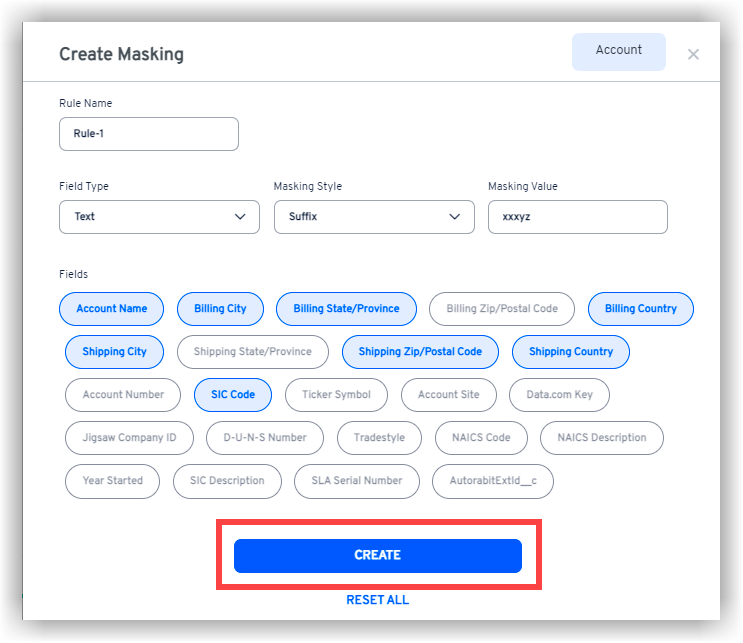 Create Masking
Account
Rule Name
Rule-1
Field Type
Masking Style
Masking Value
Text
Suffix
xxxyz
Fields
Account Name
Billing City
Billing State/Province
Billing Zip/Postal Code
Billing Country
Shipping City
Shipping State/Province
Shipping Zip/Postal Code
Shipping Country
Account Number
SIC Code
Ticker Symbol
Account Site
Data.com Key
Jigsaw Company ID
D-U-N-S Number
Tradestyle
NAICS Code
NAICS Description
Year Started
SIC Description
SLA Serial Number
AutorabitExtId__c
CREATE
RESET ALL